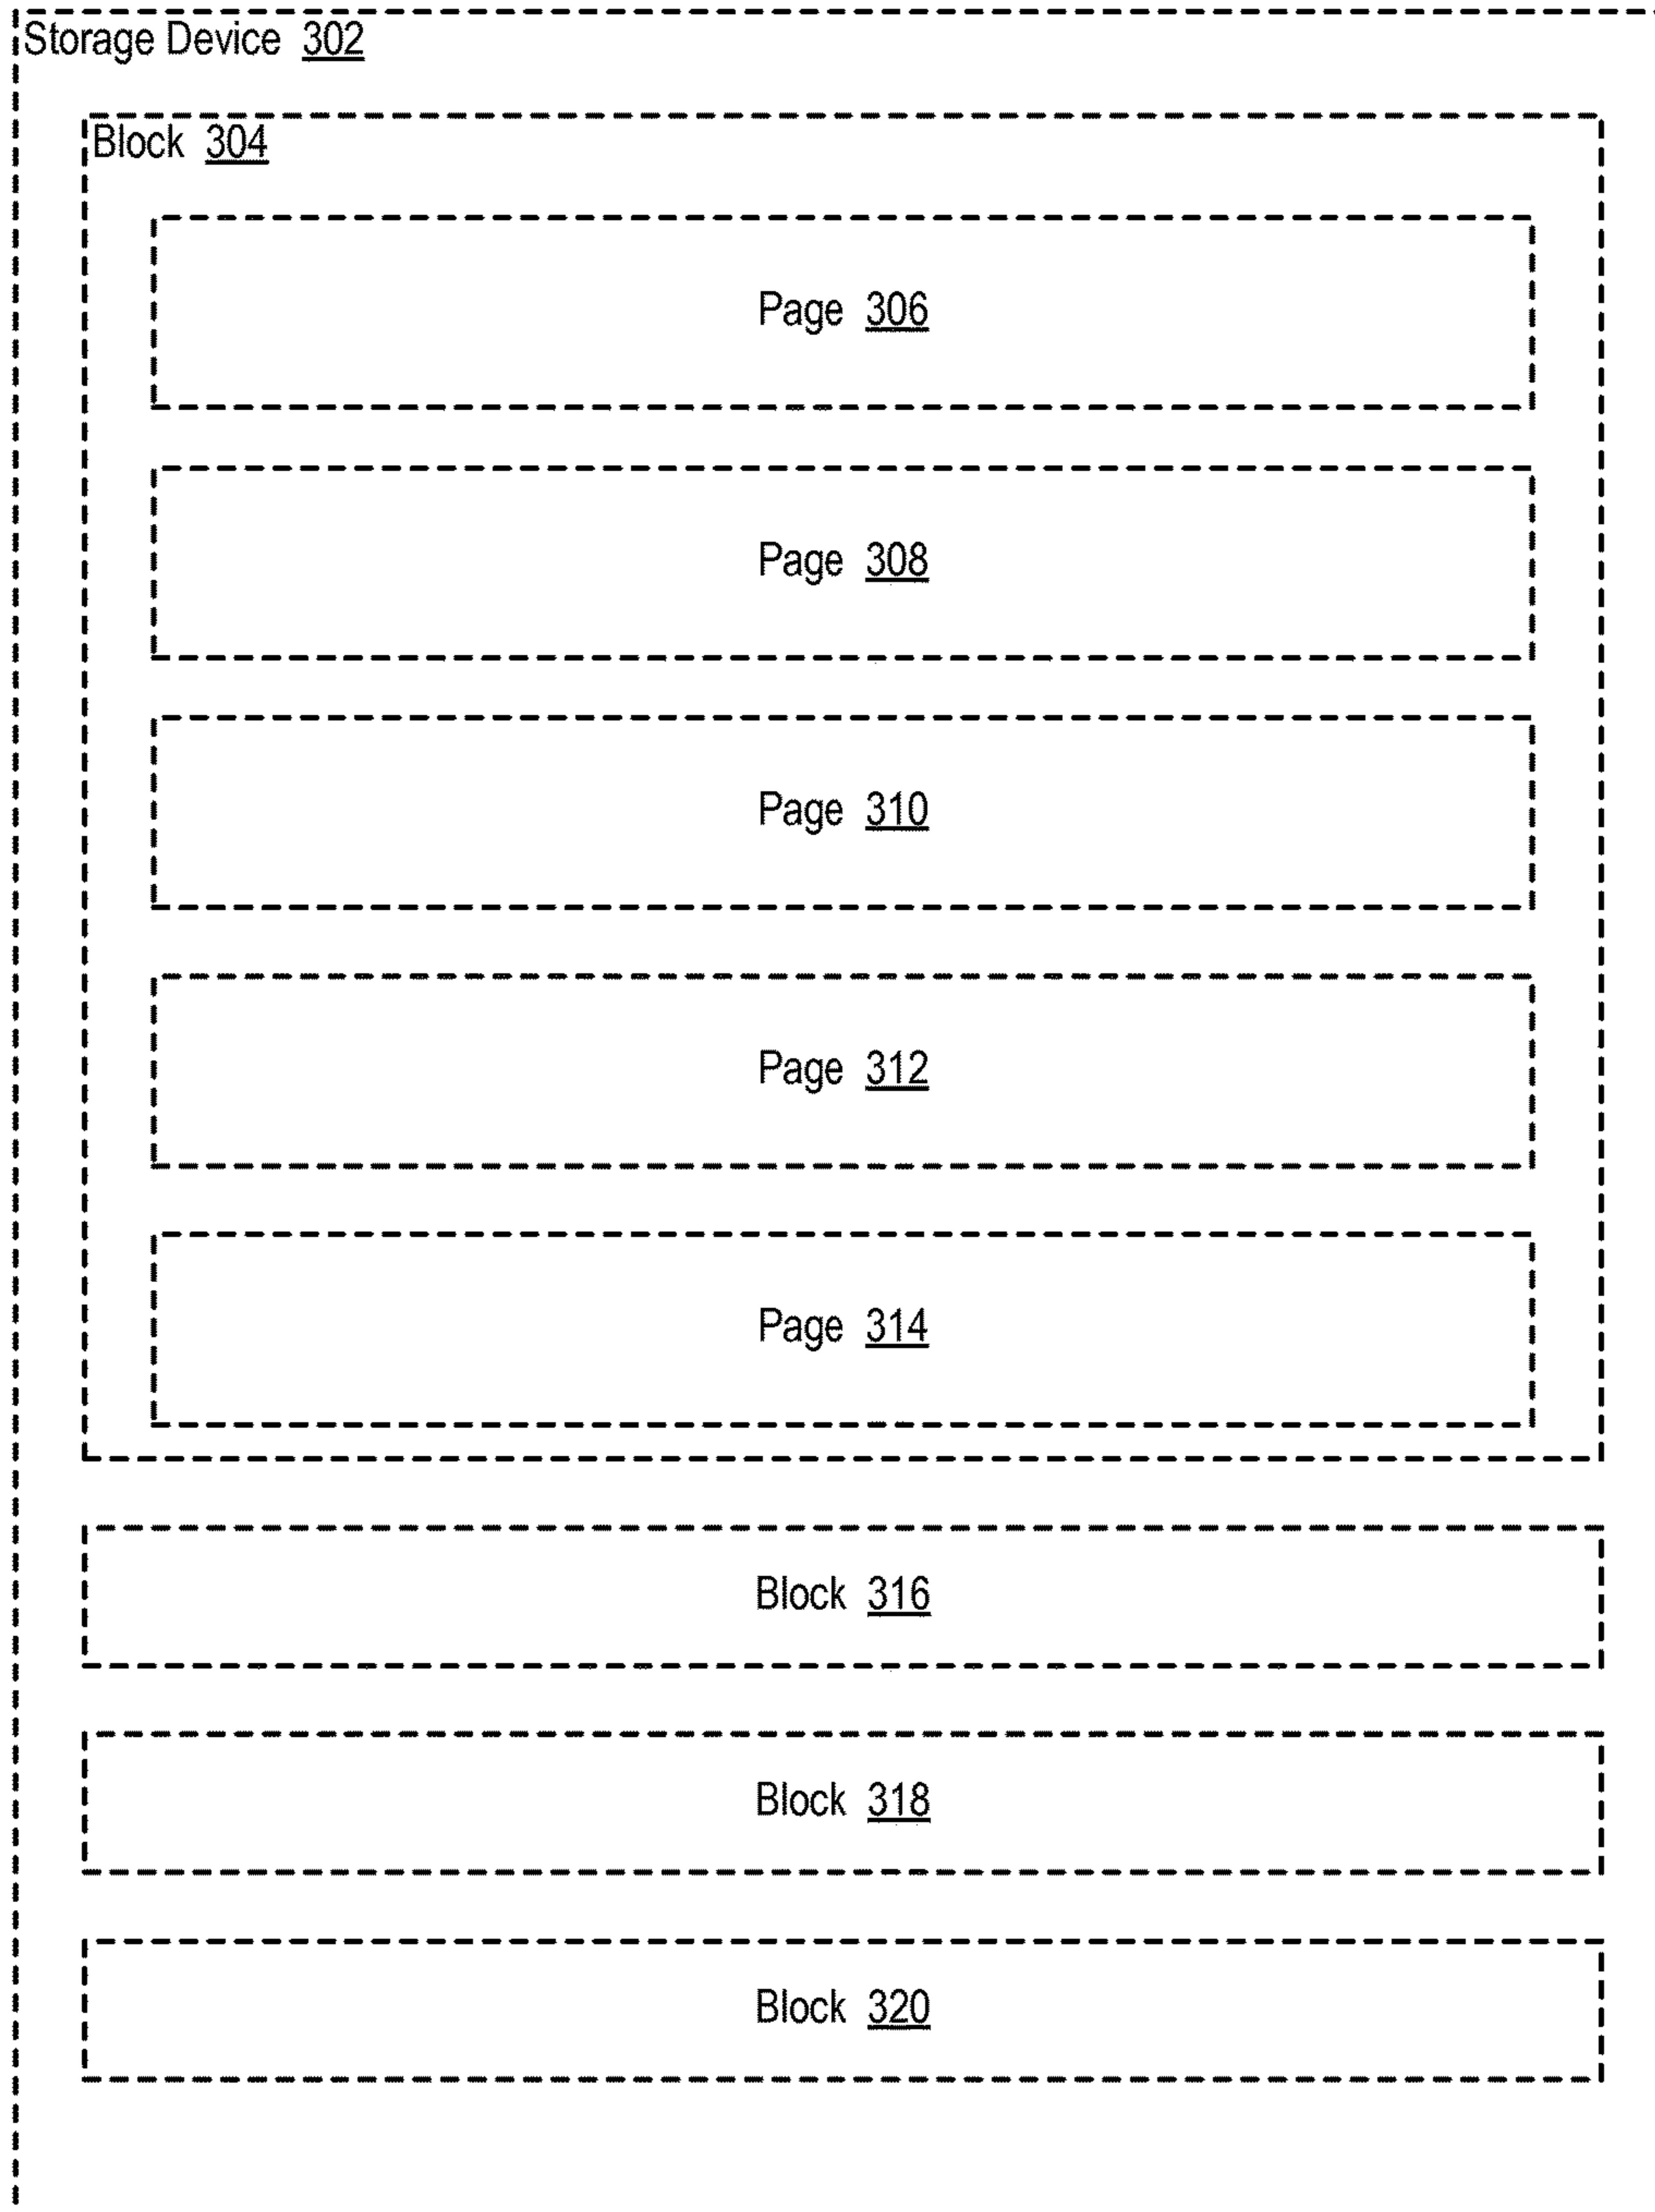 Storage Device 302
Block 304
Page 306
Page 308
Page 310
Page 312
Page 314
Block 316
Block 318
Block 320